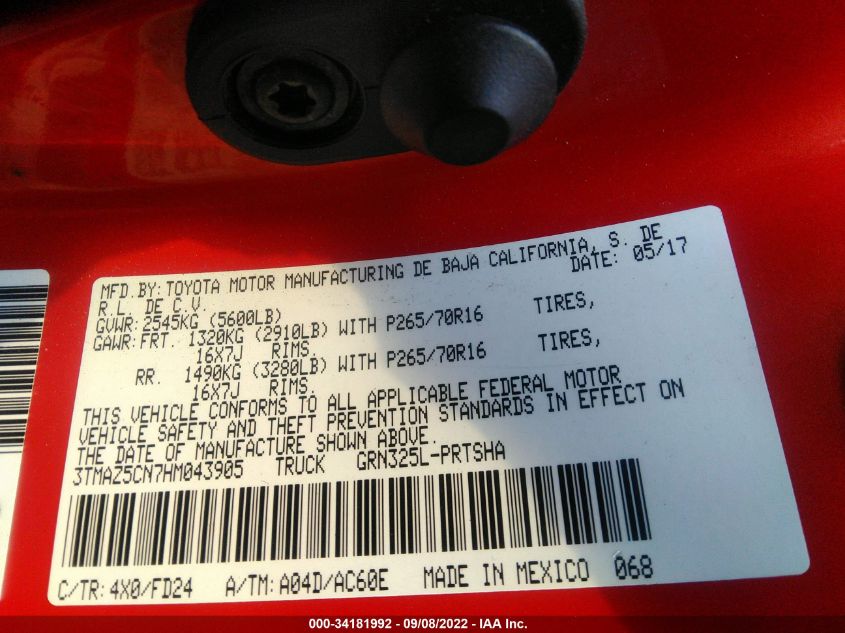 MFD.BY: TOYOTA MOTOR MANUFACTURING DE BAJA CALIFORNIA, S. DE
R.L. DE C.V. DATE: 05/17
GVWR: 2545KG (5600LB)
GAWR: FRT. 1320KG (2910LB) WITH P265/70R16 TIRES,
16X7J RIMS.
RR. 1490KG (3280LB) WITH P265/70R16 TIRES,
16X7J RIMS.
THIS VEHICLE CONFORMS TO ALL APPLICABLE FEDERAL MOTOR
VEHICLE SAFETY AND THEFT PREVENTION STANDARDS IN EFFECT ON
THE DATE OF MANUFACTURE SHOWN ABOVE.
3TMAZ5CN7HM043905 TRUCK GRN325L-PRTSHA
C/TR: 4X0/FD24 A/TM: A04D/AC60E MADE IN MEXICO 068
000-34181992 - 09/08/2022 - IAA Inc.